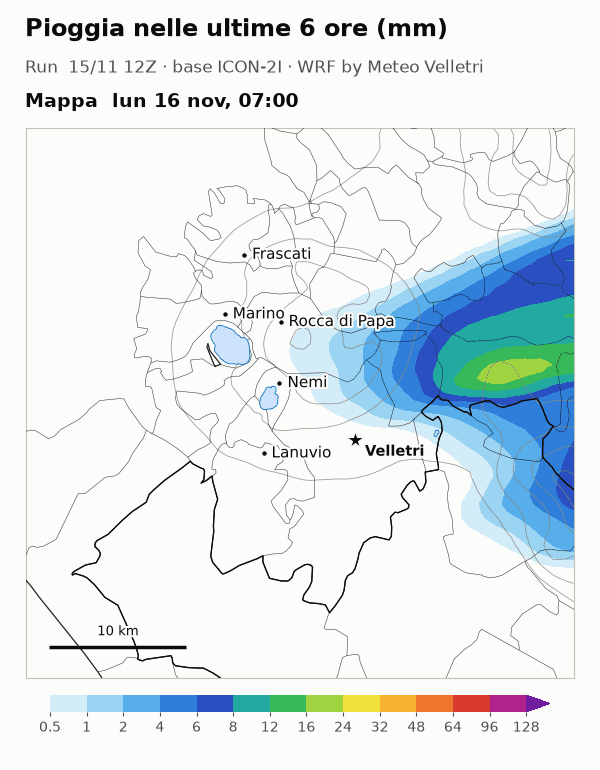 Pioggia nelle ultime 6 ore (mm)
Run 15/11 12Z · base ICON-2I · WRF by Meteo Velletri
Mappa lun 16 nov, 07:00
Frascati
Marino
Rocca di Papa
Nemi
Velletri
Lanuvio
10 km
0.5 1 2 4 6 8 12 16 24 32 48 64 96 128